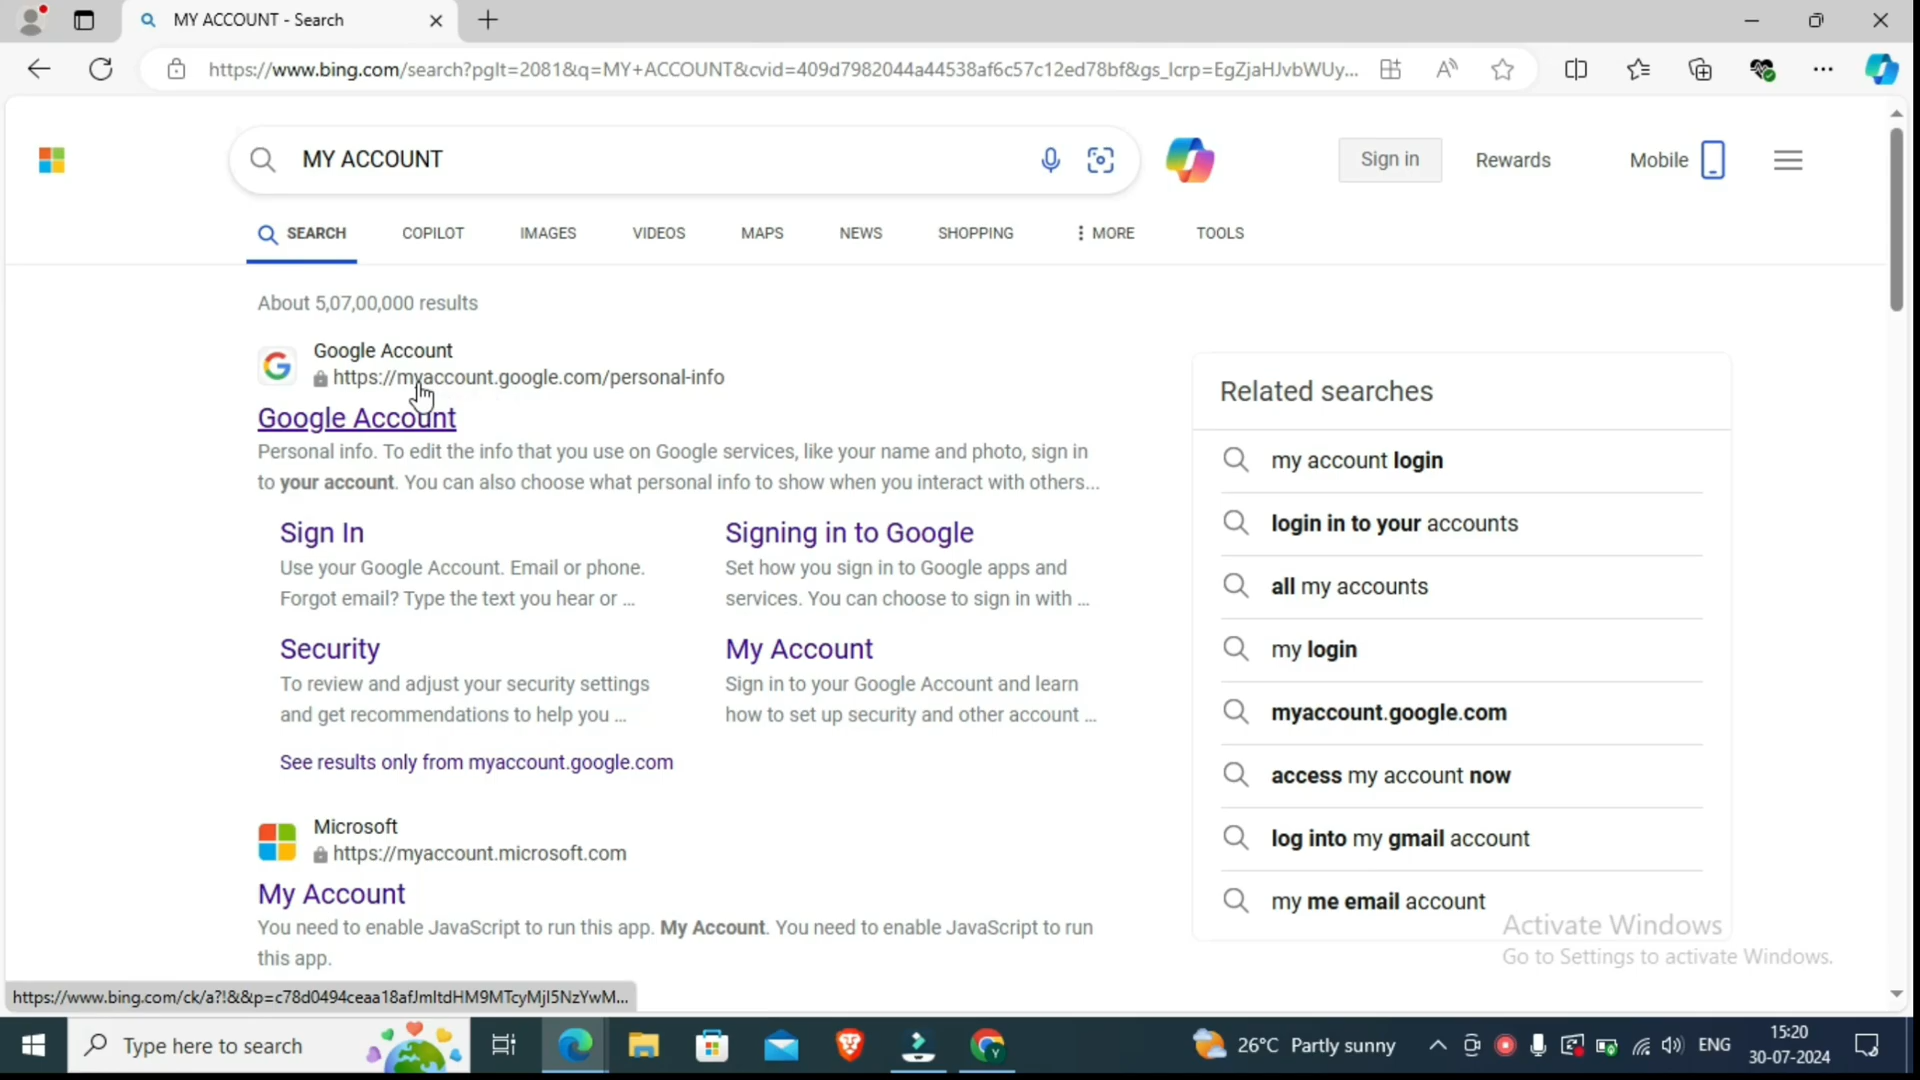 MY ACCOUNT - Search
https://www.bing.com/search?pglt=2081&q=MY+ACCOUNT&cvid=409d7982044a44538af6c57c12ed78bf&gs_lcrp=EgZjaHJvbWUy...
MY ACCOUNT
Sign in
Rewards
Mobile
SEARCH
COPILOT
IMAGES
VIDEOS
MAPS
NEWS
SHOPPING
MORE
TOOLS
About 5,07,00,000 results
Google Account
https://myaccount.google.com/personal-info
Google Account
Personal info. To edit the info that you use on Google services, like your name and photo, sign in
to your account. You can also choose what personal info to show when you interact with others...
Sign In
Use your Google Account. Email or phone.
Forgot email? Type the text you hear or ...
Signing in to Google
Set how you sign in to Google apps and
services. You can choose to sign in with ...
Security
To review and adjust your security settings
and get recommendations to help you ...
My Account
Sign in to your Google Account and learn
how to set up security and other account ...
See results only from myaccount.google.com
Microsoft
https://myaccount.microsoft.com
My Account
You need to enable JavaScript to run this app. My Account. You need to enable JavaScript to run
this app.
Related searches
my account login
login in to your accounts
all my accounts
my login
myaccount.google.com
access my account now
log into my gmail account
my me email account
Activate Windows
Go to Settings to activate Windows.
https://www.bing.com/ck/a?!&&p=c78d0494ceaa18afJmltdHM9MTcyMjI5NzYwM...
Type here to search
Y
26°C Partly sunny
ENG
15:20
30-07-2024